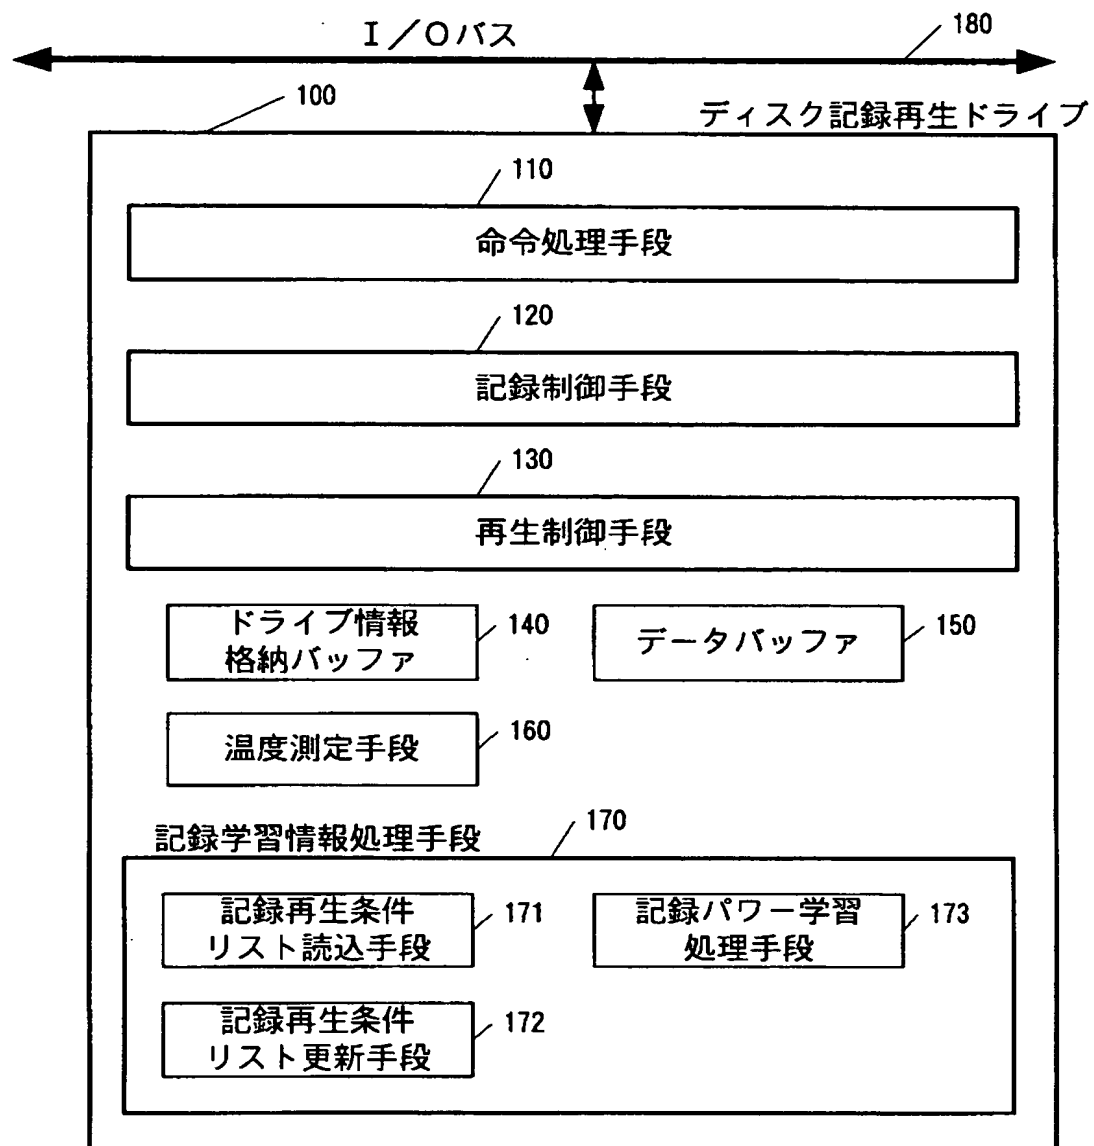 I/Oバス
180
100
ディスク記録再生ドライブ
110
命令処理手段
120
記録制御手段
130
再生制御手段
ドライブ情報
格納バッファ
140
データバッファ
150
温度測定手段
160
記録学習情報処理手段
170
記録再生条件
リスト読込手段
171
記録パワー学習
処理手段
173
記録再生条件
リスト更新手段
172